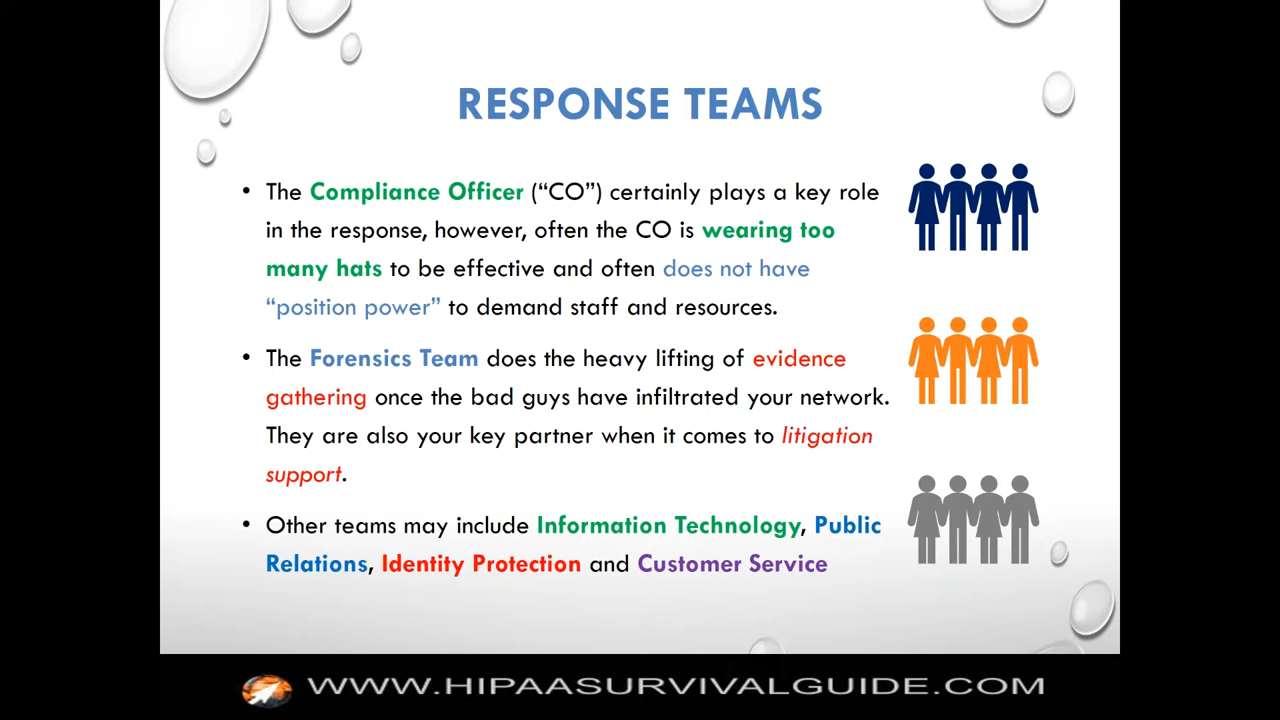 RESPONSE TEAMS
• The Compliance Officer (“CO”) certainly plays a key role
in the response, however, often the CO is wearing too
many hats to be effective and often does not have
“position power” to demand staff and resources.
• The Forensics Team does the heavy lifting of evidence
gathering once the bad guys have infiltrated your network.
They are also your key partner when it comes to litigation
support.
• Other teams may include Information Technology, Public
Relations, Identity Protection and Customer Service
WWW.HIPAASURVIVALGUIDE.COM